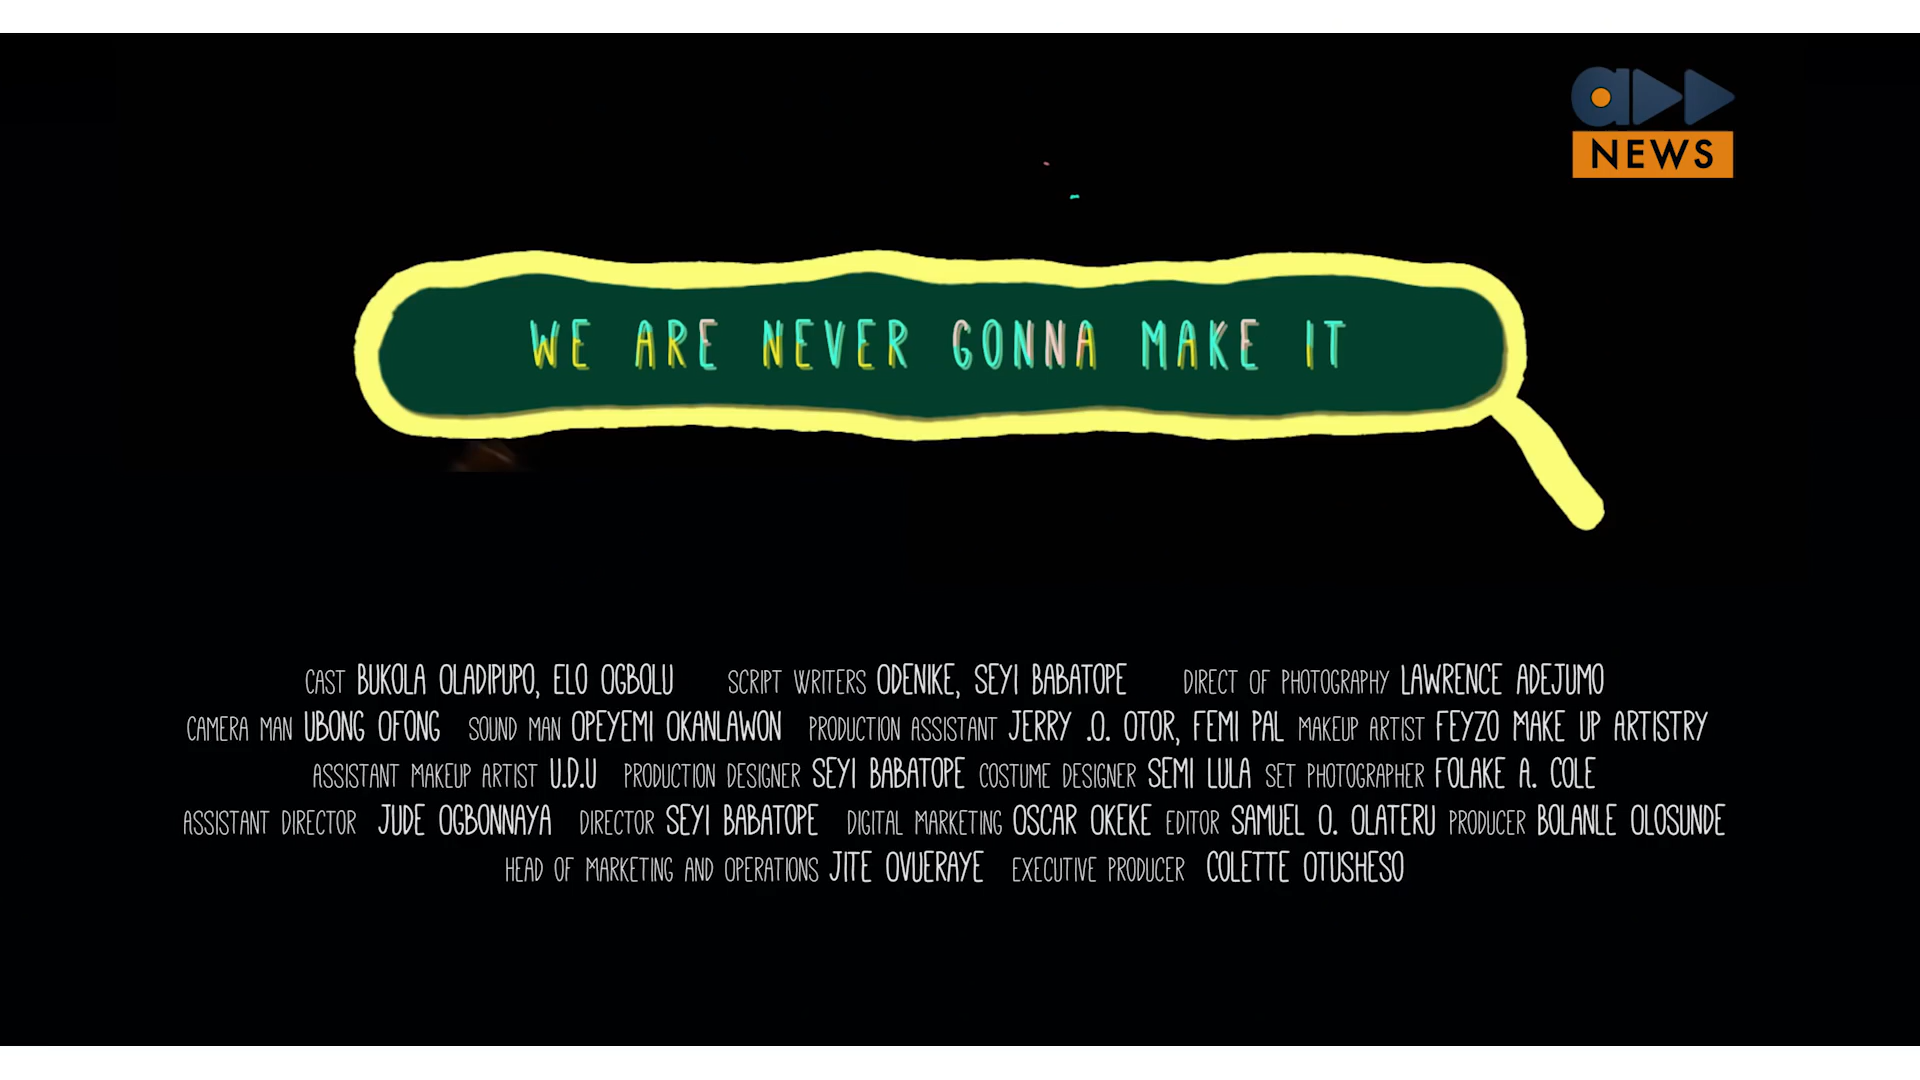 NEWS
WE ARE NEVER GONNA MAKE IT
CAST BUKOLA OLADIPUPO, ELO OGBOLU SCRIPT WRITERS ODENIKE, SEYI BABATOPE DIRECT OF PHOTOGRAPHY LAWRENCE ADEJUMO
CAMERA MAN UBONG OFONG SOUND MAN OPEYEMI OKANLAWON PRODUCTION ASSISTANT JERRY .O. OTOR, FEMI PAL MAKEUP ARTIST FEYZO MAKE UP ARTISTRY
ASSISTANT MAKEUP ARTIST U.D.U PRODUCTION DESIGNER SEYI BABATOPE COSTUME DESIGNER SEMI LULA SET PHOTOGRAPHER FOLAKE A. COLE
ASSISTANT DIRECTOR JUDE OGBONNAYA DIRECTOR SEYI BABATOPE DIGITAL MARKETING OSCAR OKEKE EDITOR SAMUEL O. OLATERU PRODUCER BOLANLE OLOSUNDE
HEAD OF MARKETING AND OPERATIONS JITE OVUERAYE EXECUTIVE PRODUCER COLETTE OTUSHESO